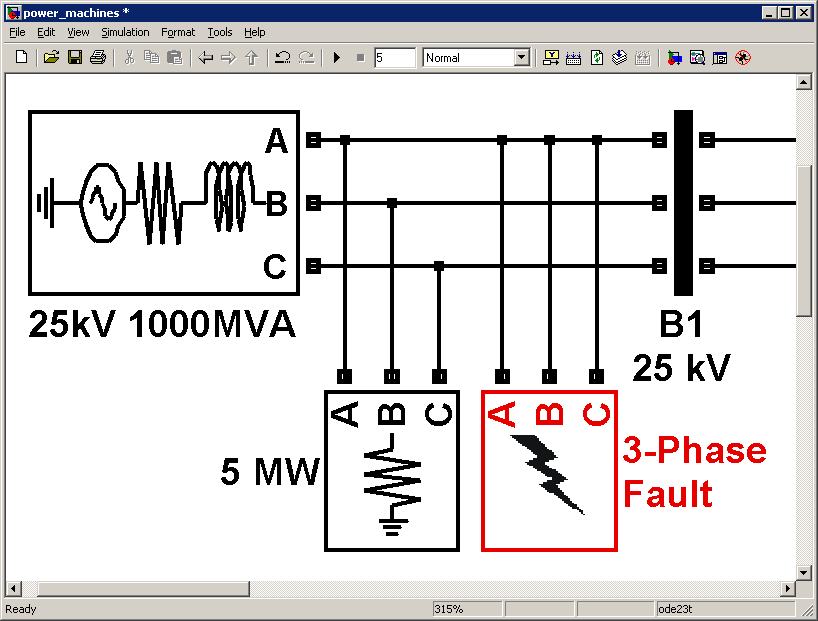 power_machines *
File Edit View Simulation Format Tools Help
5 Normal
A
B
C
25kV 1000MVA
B1
25 kV
A B C
A B C
5 MW
3-Phase
Fault
Ready 315% ode23t